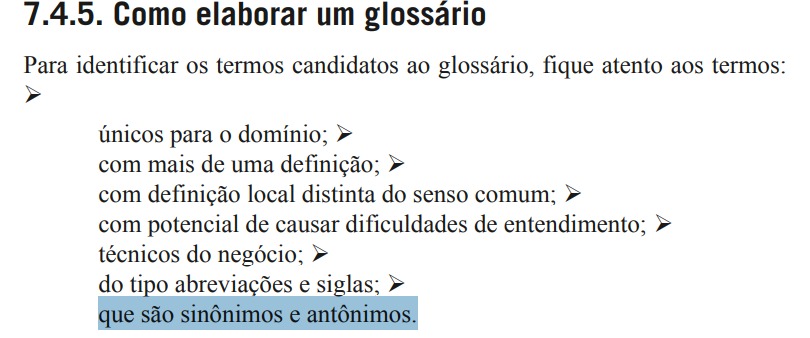 7.4.5. Como elaborar um glossário
Para identificar os termos candidatos ao glossário, fique atento aos termos:
➢
únicos para o domínio; ➢
com mais de uma definição; ➢
com definição local distinta do senso comum; ➢
com potencial de causar dificuldades de entendimento; ➢
técnicos do negócio; ➢
do tipo abreviações e siglas; ➢
que são sinônimos e antônimos.